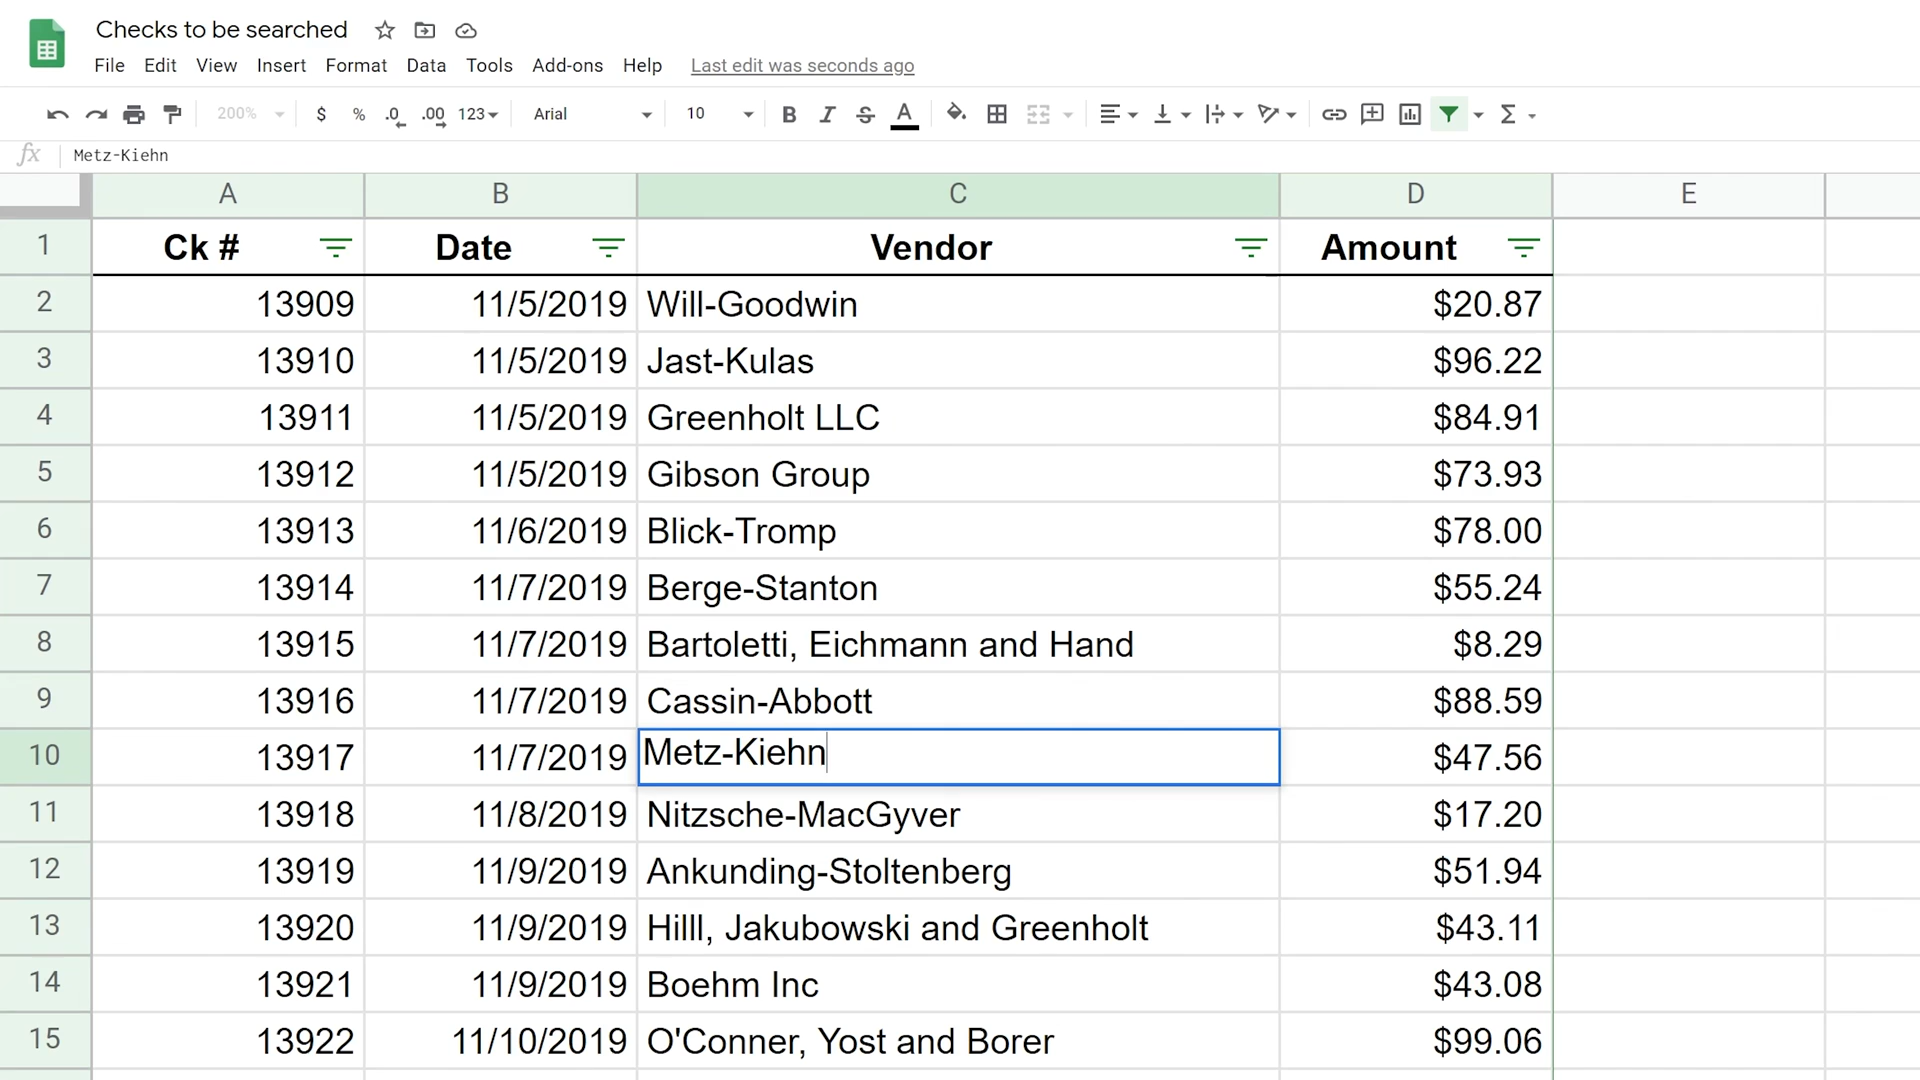 Checks to be searched
File Edit View Insert Format Data Tools Add-ons Help Last edit was seconds ago
200% $ % .0 .00 123 Arial 10 B I S A Σ
fx Metz-Kiehn
A B C D E
1 Ck # Date Vendor Amount
2 13909 11/5/2019 Will-Goodwin $20.87
3 13910 11/5/2019 Jast-Kulas $96.22
4 13911 11/5/2019 Greenholt LLC $84.91
5 13912 11/5/2019 Gibson Group $73.93
6 13913 11/6/2019 Blick-Tromp $78.00
7 13914 11/7/2019 Berge-Stanton $55.24
8 13915 11/7/2019 Bartoletti, Eichmann and Hand $8.29
9 13916 11/7/2019 Cassin-Abbott $88.59
10 13917 11/7/2019 Metz-Kiehn $47.56
11 13918 11/8/2019 Nitzsche-MacGyver $17.20
12 13919 11/9/2019 Ankunding-Stoltenberg $51.94
13 13920 11/9/2019 Hilll, Jakubowski and Greenholt $43.11
14 13921 11/9/2019 Boehm Inc $43.08
15 13922 11/10/2019 O'Conner, Yost and Borer $99.06